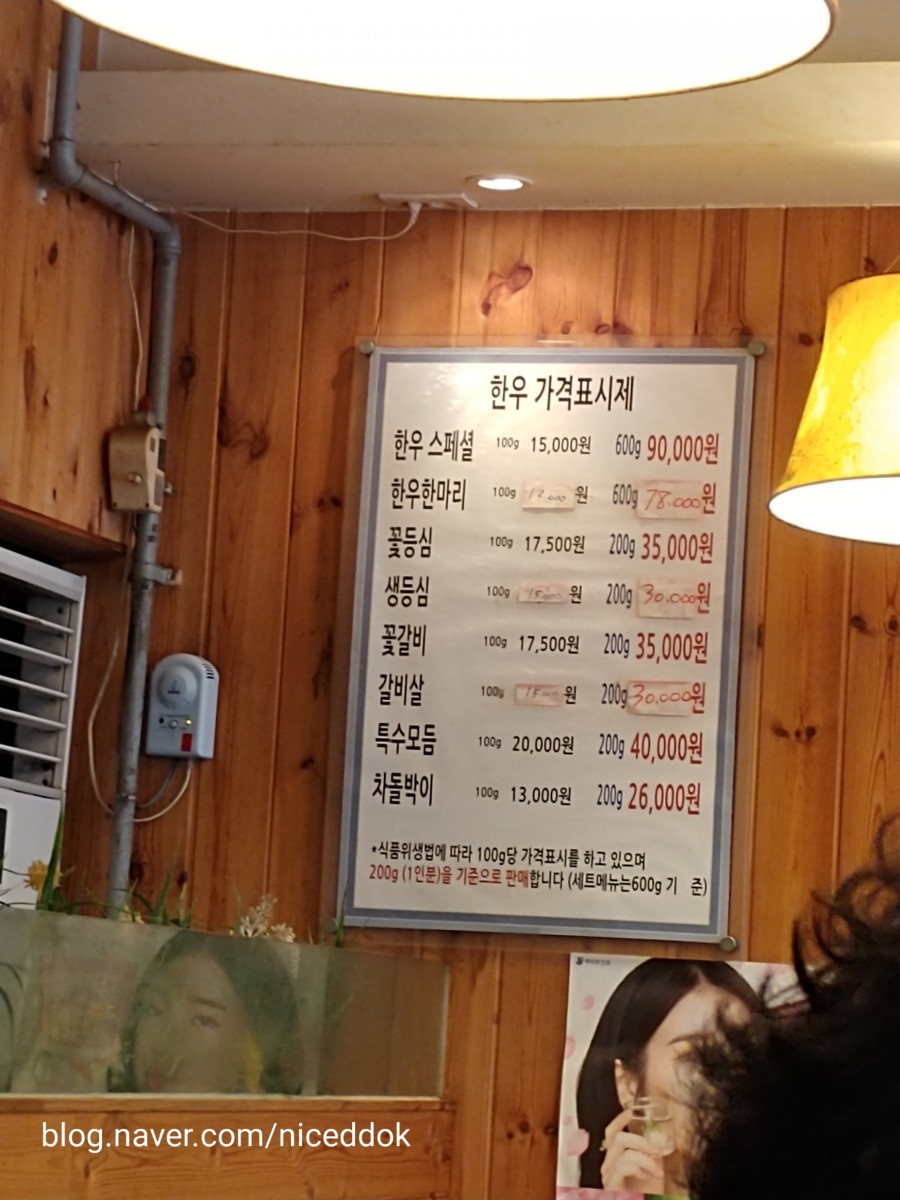 한우 가격표시제
한우 스페셜 100g 15,000원 600g 90,000원
한우한마리 100g 원 600g 78.000원
꽃등심 100g 17,500원 200g 35,000원
생등심 100g 15.000원 200g 30.000원
꽃갈비 100g 17,500원 200g 35,000원
갈비살 100g 15.000원 200g 30.000원
특수모듬 100g 20,000원 200g 40,000원
차돌박이 100g 13,000원 200g 26,000원
*식품위생법에 따라 100g당 가격표시를 하고 있으며
200g (1인분)을 기준으로 판매합니다 (세트메뉴는600g 기 준)
blog.naver.com/niceddok